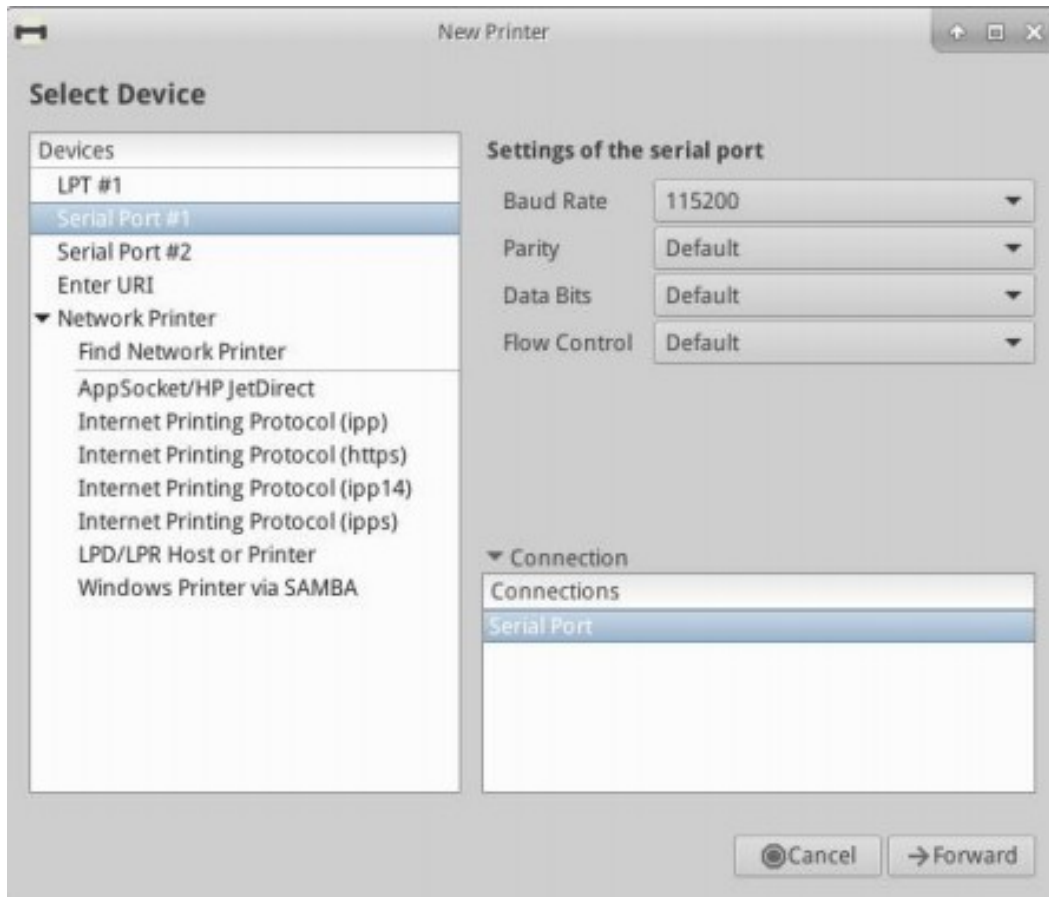 New Printer
Select Device
Devices
LPT #1
Serial Port #1
Serial Port #2
Enter URI
Network Printer
Find Network Printer
AppSocket/HP JetDirect
Internet Printing Protocol (ipp)
Internet Printing Protocol (https)
Internet Printing Protocol (ipp14)
Internet Printing Protocol (ipps)
LPD/LPR Host or Printer
Windows Printer via SAMBA
Settings of the serial port
Baud Rate 115200
Parity Default
Data Bits Default
Flow Control Default
Connection
Connections
Serial Port
Cancel Forward